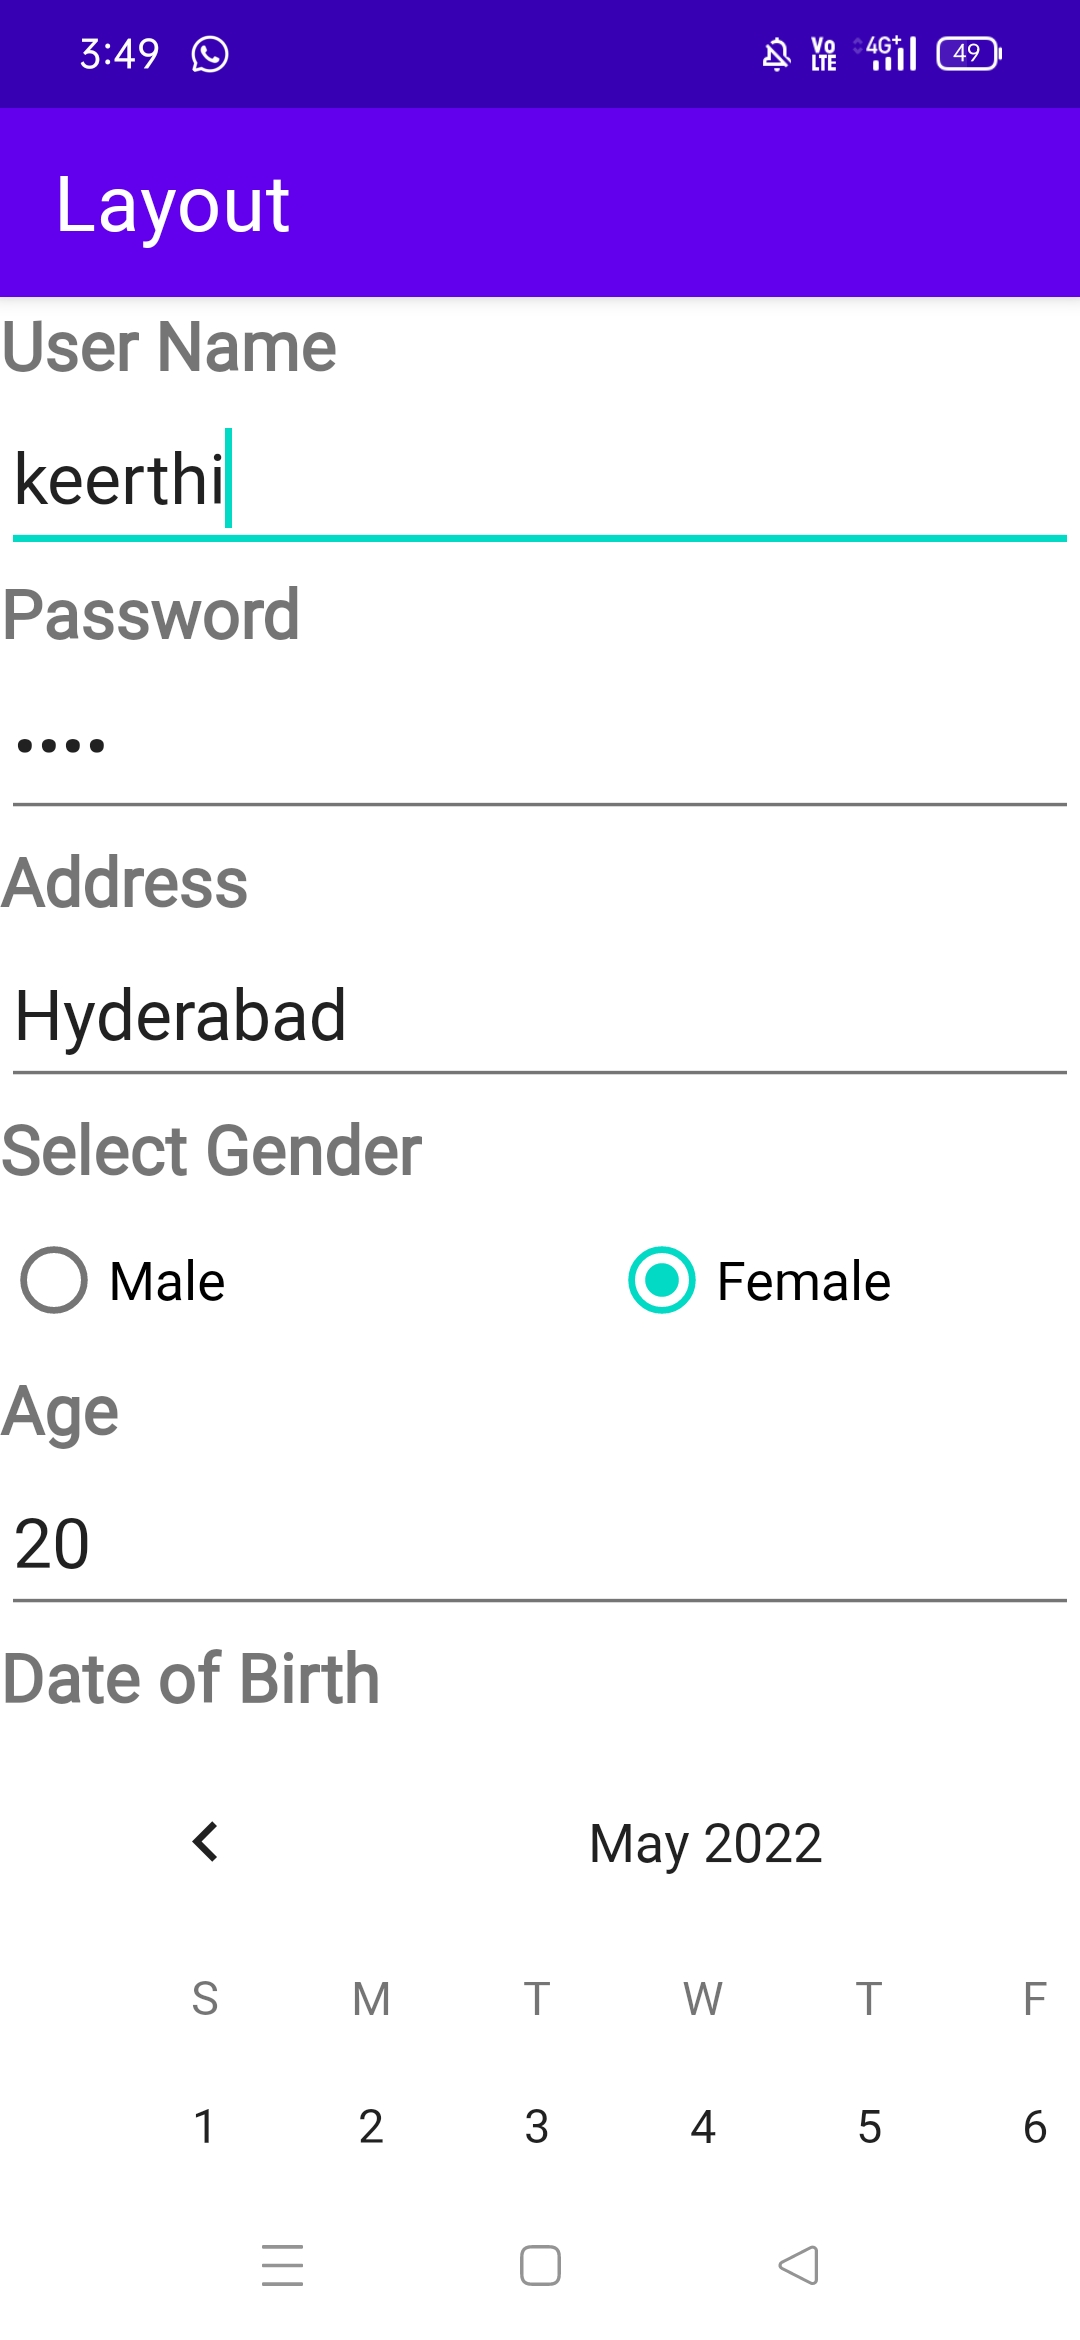 3:49 Vo LTE 4G+ 49
Layout
User Name
keerthi
Password
••••
Address
Hyderabad
Select Gender
Male Female
Age
20
Date of Birth
May 2022
S M T W T F
1 2 3 4 5 6